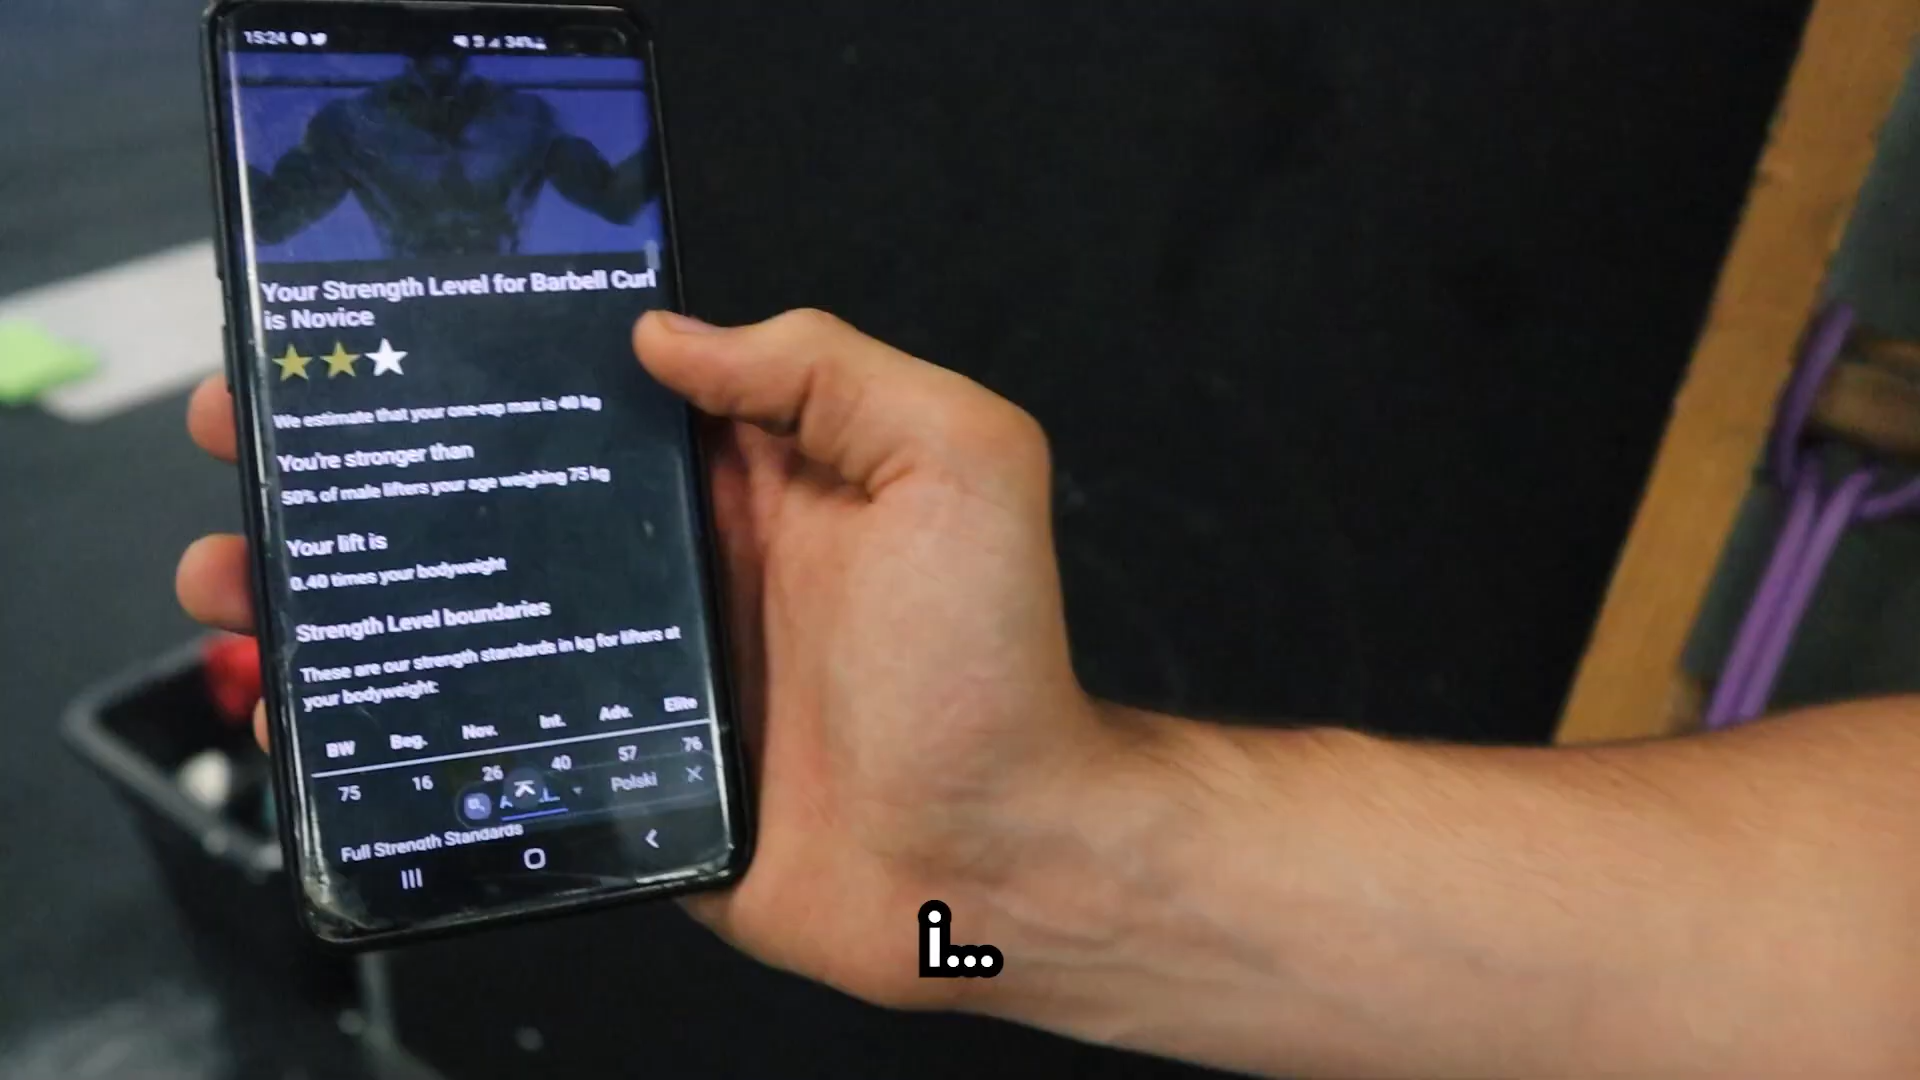 15:24 34%
Your Strength Level for Barbell Curl
is Novice
We estimate that your one-rep max is 40 kg
You're stronger than
50% of male lifters your age weighing 75 kg
Your lift is
0.40 times your bodyweight
Strength Level boundaries
These are our strength standards in kg for lifters at
your bodyweight:
BW Beg. Nov. Int. Adv. Elite
75 16 26 40 57 76
Polski
Full Strength Standards
i...